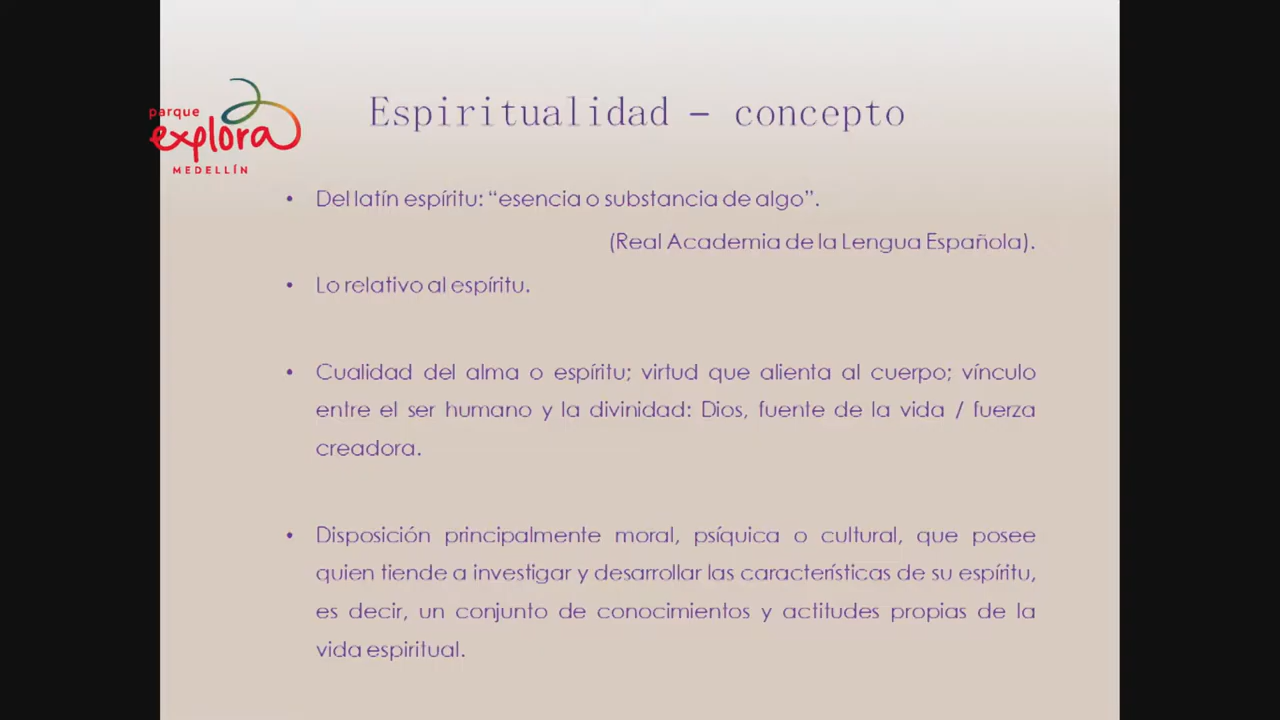 parque
explora
MEDELLÍN
Espiritualidad – concepto
• Del latín espíritu: “esencia o substancia de algo”.
(Real Academia de la Lengua Española).
• Lo relativo al espíritu.
• Cualidad del alma o espíritu; virtud que alienta al cuerpo; vínculo
entre el ser humano y la divinidad: Dios, fuente de la vida / fuerza
creadora.
• Disposición principalmente moral, psíquica o cultural, que posee
quien tiende a investigar y desarrollar las características de su espíritu,
es decir, un conjunto de conocimientos y actitudes propias de la
vida espiritual.